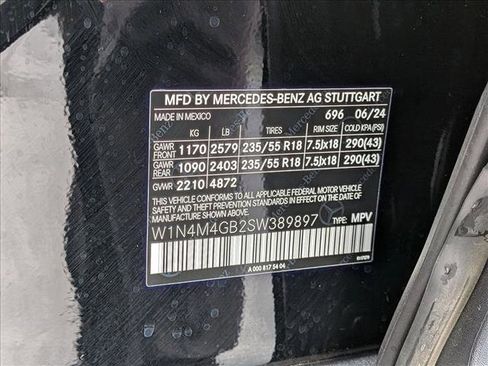 MFD BY MERCEDES-BENZ AG STUTTGART
MADE IN MEXICO 696 06/24
KG LB TIRES RIM SIZE COLD KPA(PSI)
GAWR FRONT 1170 2579 235/55 R18 7.5Jx18 290(43)
GAWR REAR 1090 2403 235/55 R18 7.5Jx18 290(43)
GVWR 2210 4872
THIS VEHICLE CONFORMS TO ALL APPLICABLE FEDERAL MOTOR VEHICLE
SAFETY AND THEFT PREVENTION STANDARDS IN EFFECT ON THE DATE OF
MANUFACTURE SHOWN ABOVE.
W1N4M4GB2SW389897 TYPE: MPV
A 000 817 54 04